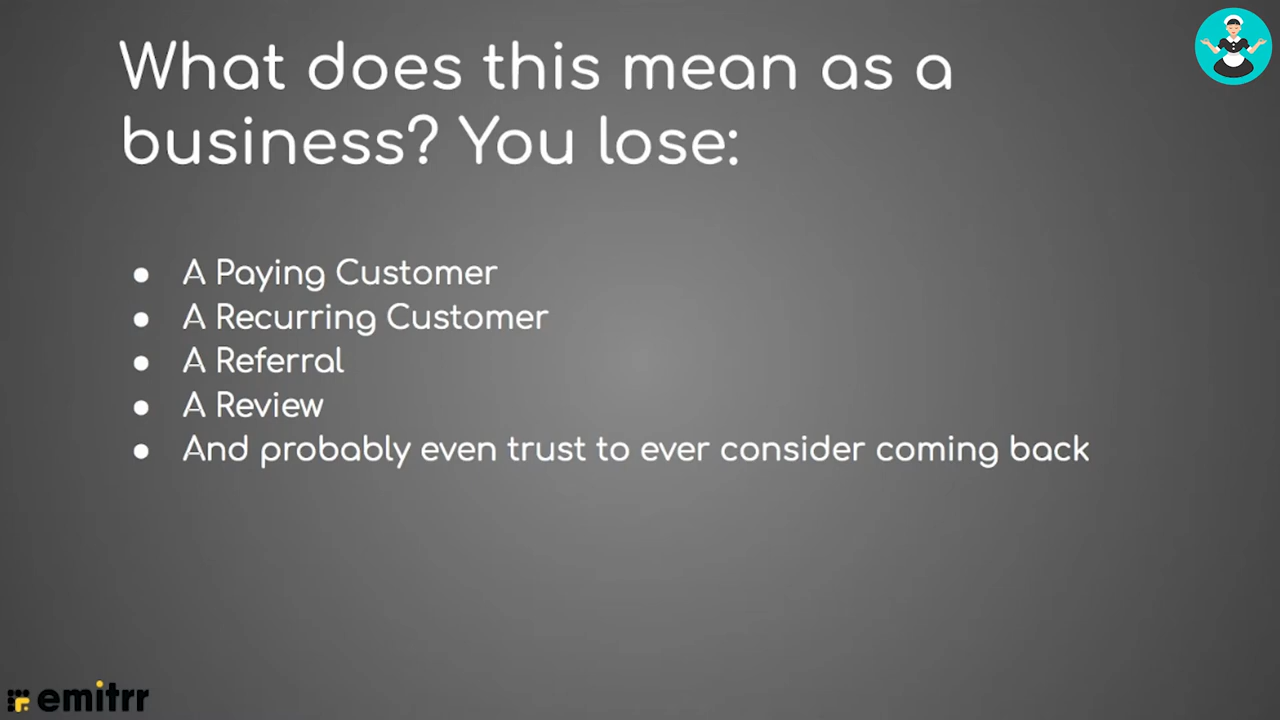 What does this mean as a
business? You lose:
● A Paying Customer
● A Recurring Customer
● A Referral
● A Review
● And probably even trust to ever consider coming back
emitrr